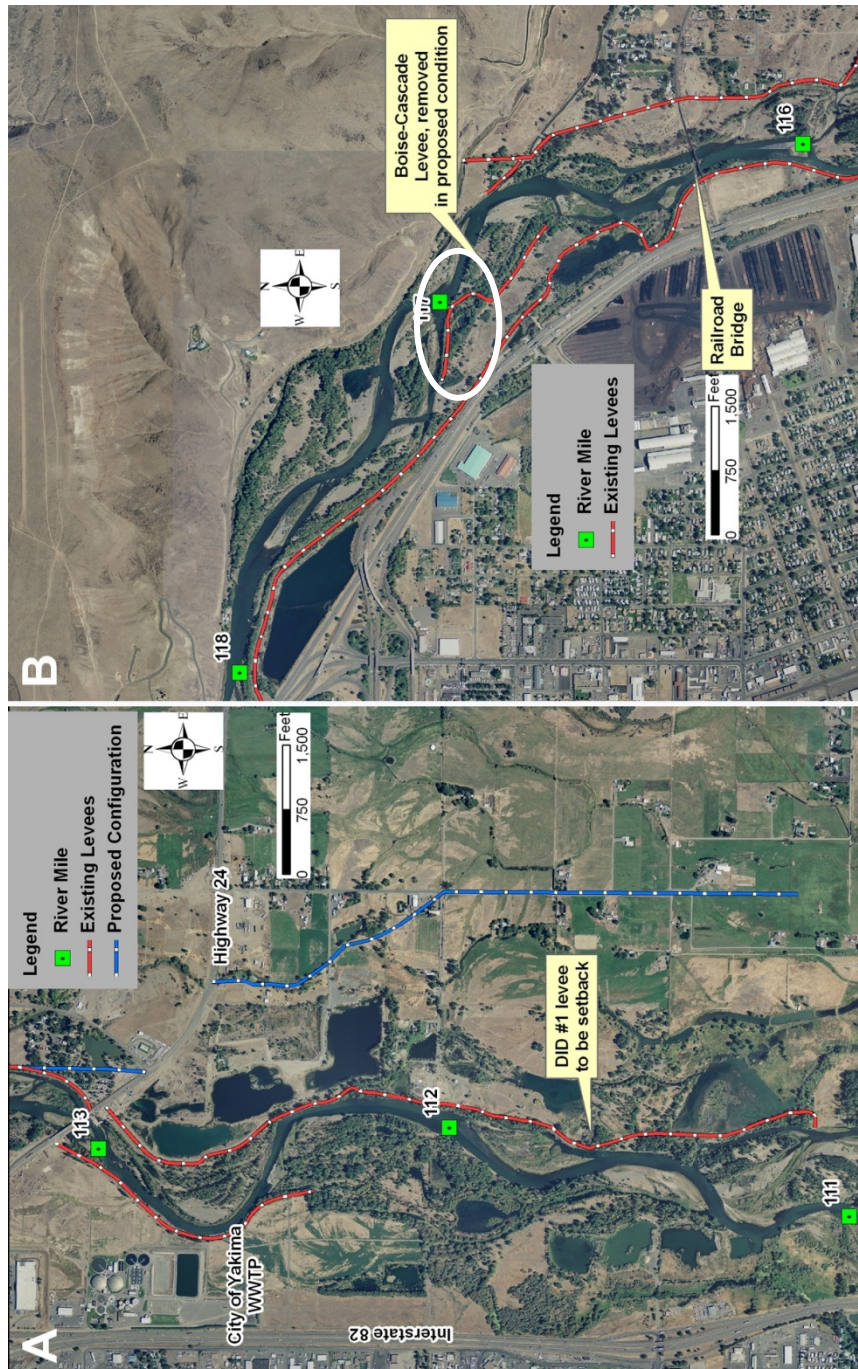 A
Legend
River Mile
Existing Levees
Proposed Configuration
N
W
E
S
Feet
0
750
1,500
Highway 24
113
112
111
City of Yakima
WWTP
Interstate 82
DID #1 levee
to be setback
B
N
W
E
S
118
117
116
Boise-Cascade
Levee, removed
in proposed condition
Railroad
Bridge
Legend
River Mile
Existing Levees
Feet
0
750
1,500